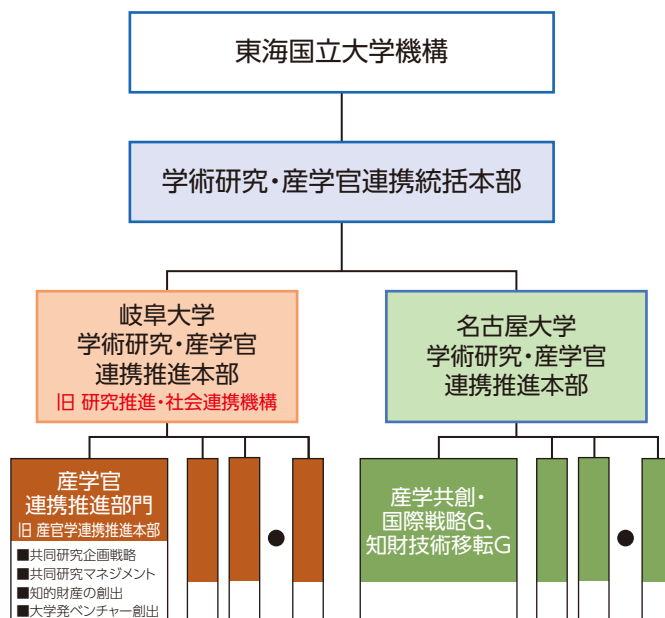 東海国立大学機構
学術研究・産学官連携統括本部
岐阜大学
学術研究・産学官
連携推進本部
旧 研究推進・社会連携機構
名古屋大学
学術研究・産学官
連携推進本部
産学官
連携推進部門
旧 産官学連携推進本部
■共同研究企画戦略
■共同研究マネジメント
■知的財産の創出
■大学発ベンチャー創出
産学共創・
国際戦略G、
知財技術移転G